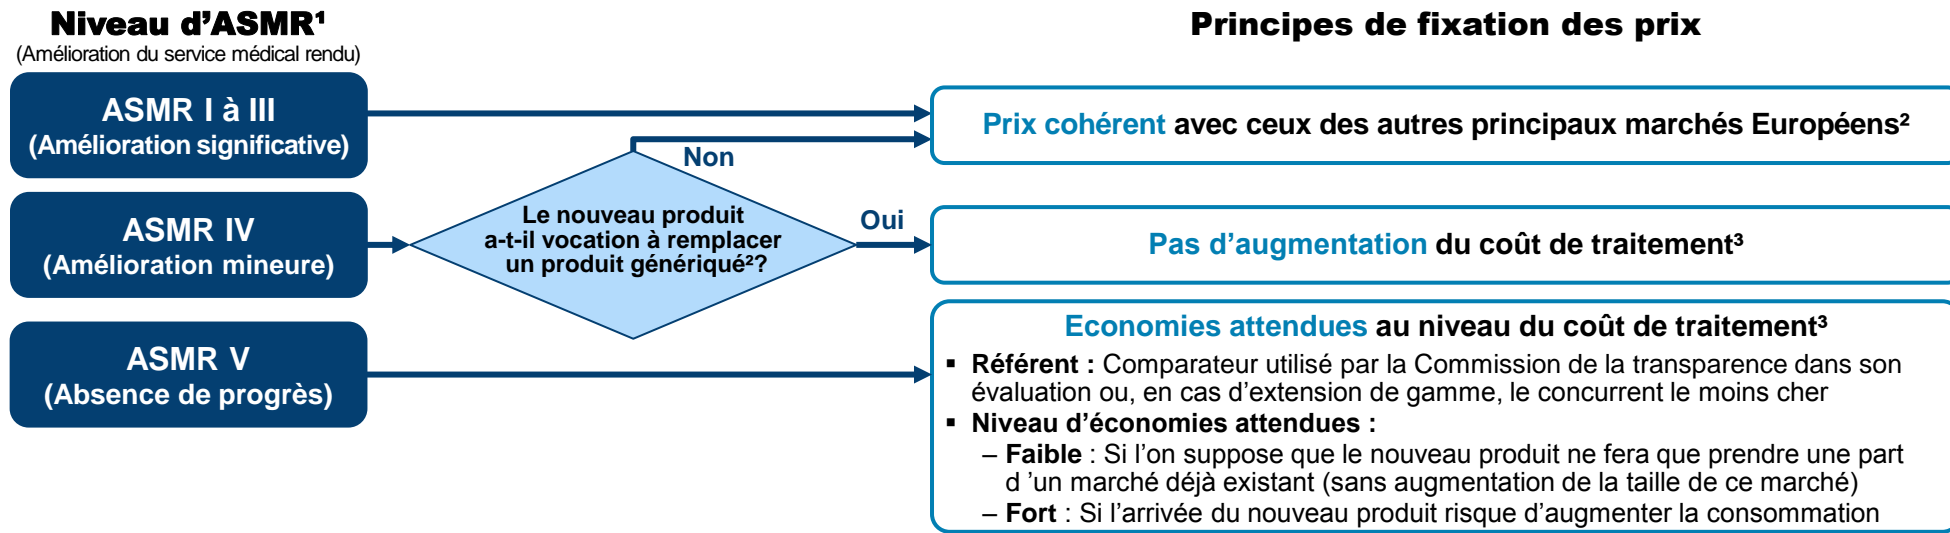 Niveau d’ASMR¹
(Amélioration du service médical rendu)
Principes de fixation des prix
ASMR I à III
(Amélioration significative)
Prix cohérent avec ceux des autres principaux marchés Européens²
Non
ASMR IV
(Amélioration mineure)
Le nouveau produit
a-t-il vocation à remplacer
un produit génériqué²?
Oui
Pas d’augmentation du coût de traitement³
ASMR V
(Absence de progrès)
Economies attendues au niveau du coût de traitement³
▪ Référent : Comparateur utilisé par la Commission de la transparence dans son
évaluation ou, en cas d’extension de gamme, le concurrent le moins cher
▪ Niveau d’économies attendues :
– Faible : Si l’on suppose que le nouveau produit ne fera que prendre une part
d ’un marché déjà existant (sans augmentation de la taille de ce marché)
– Fort : Si l’arrivée du nouveau produit risque d’augmenter la consommation